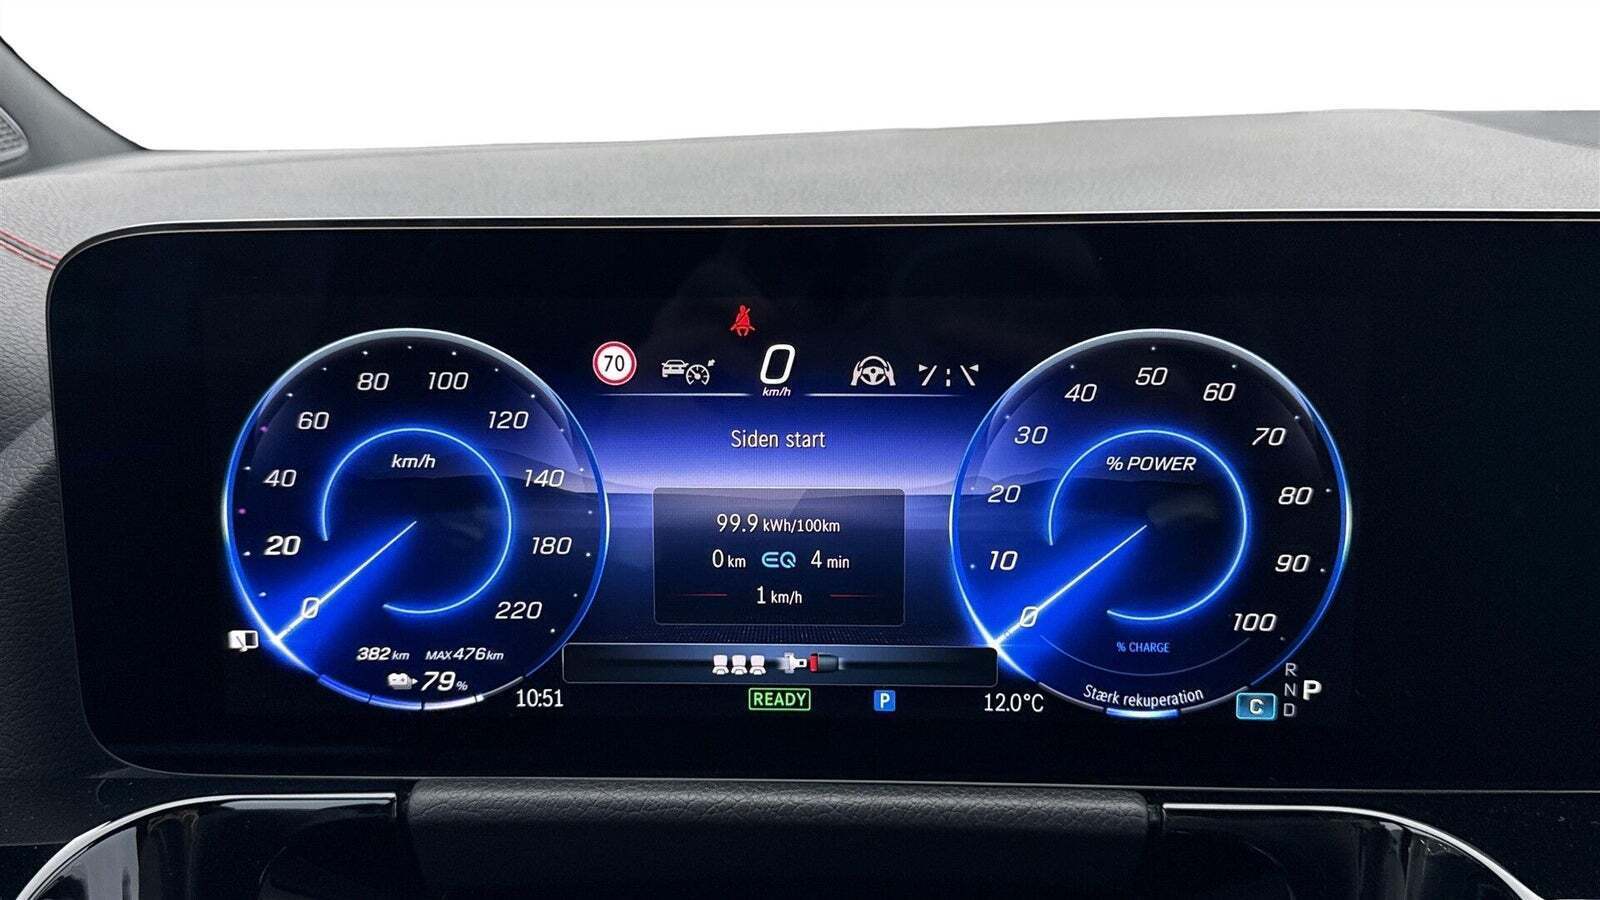 70
0
km/h
Siden start
99.9 kWh/100km
0 km EQ 4 min
1 km/h
READY
P
10:51
12.0°C
km/h
0
20
40
60
80
100
120
140
180
220
382 km MAX 476 km
79 %
% POWER
0
10
20
30
40
50
60
70
80
90
100
% CHARGE
Stærk rekuperation
C
R
N P
D